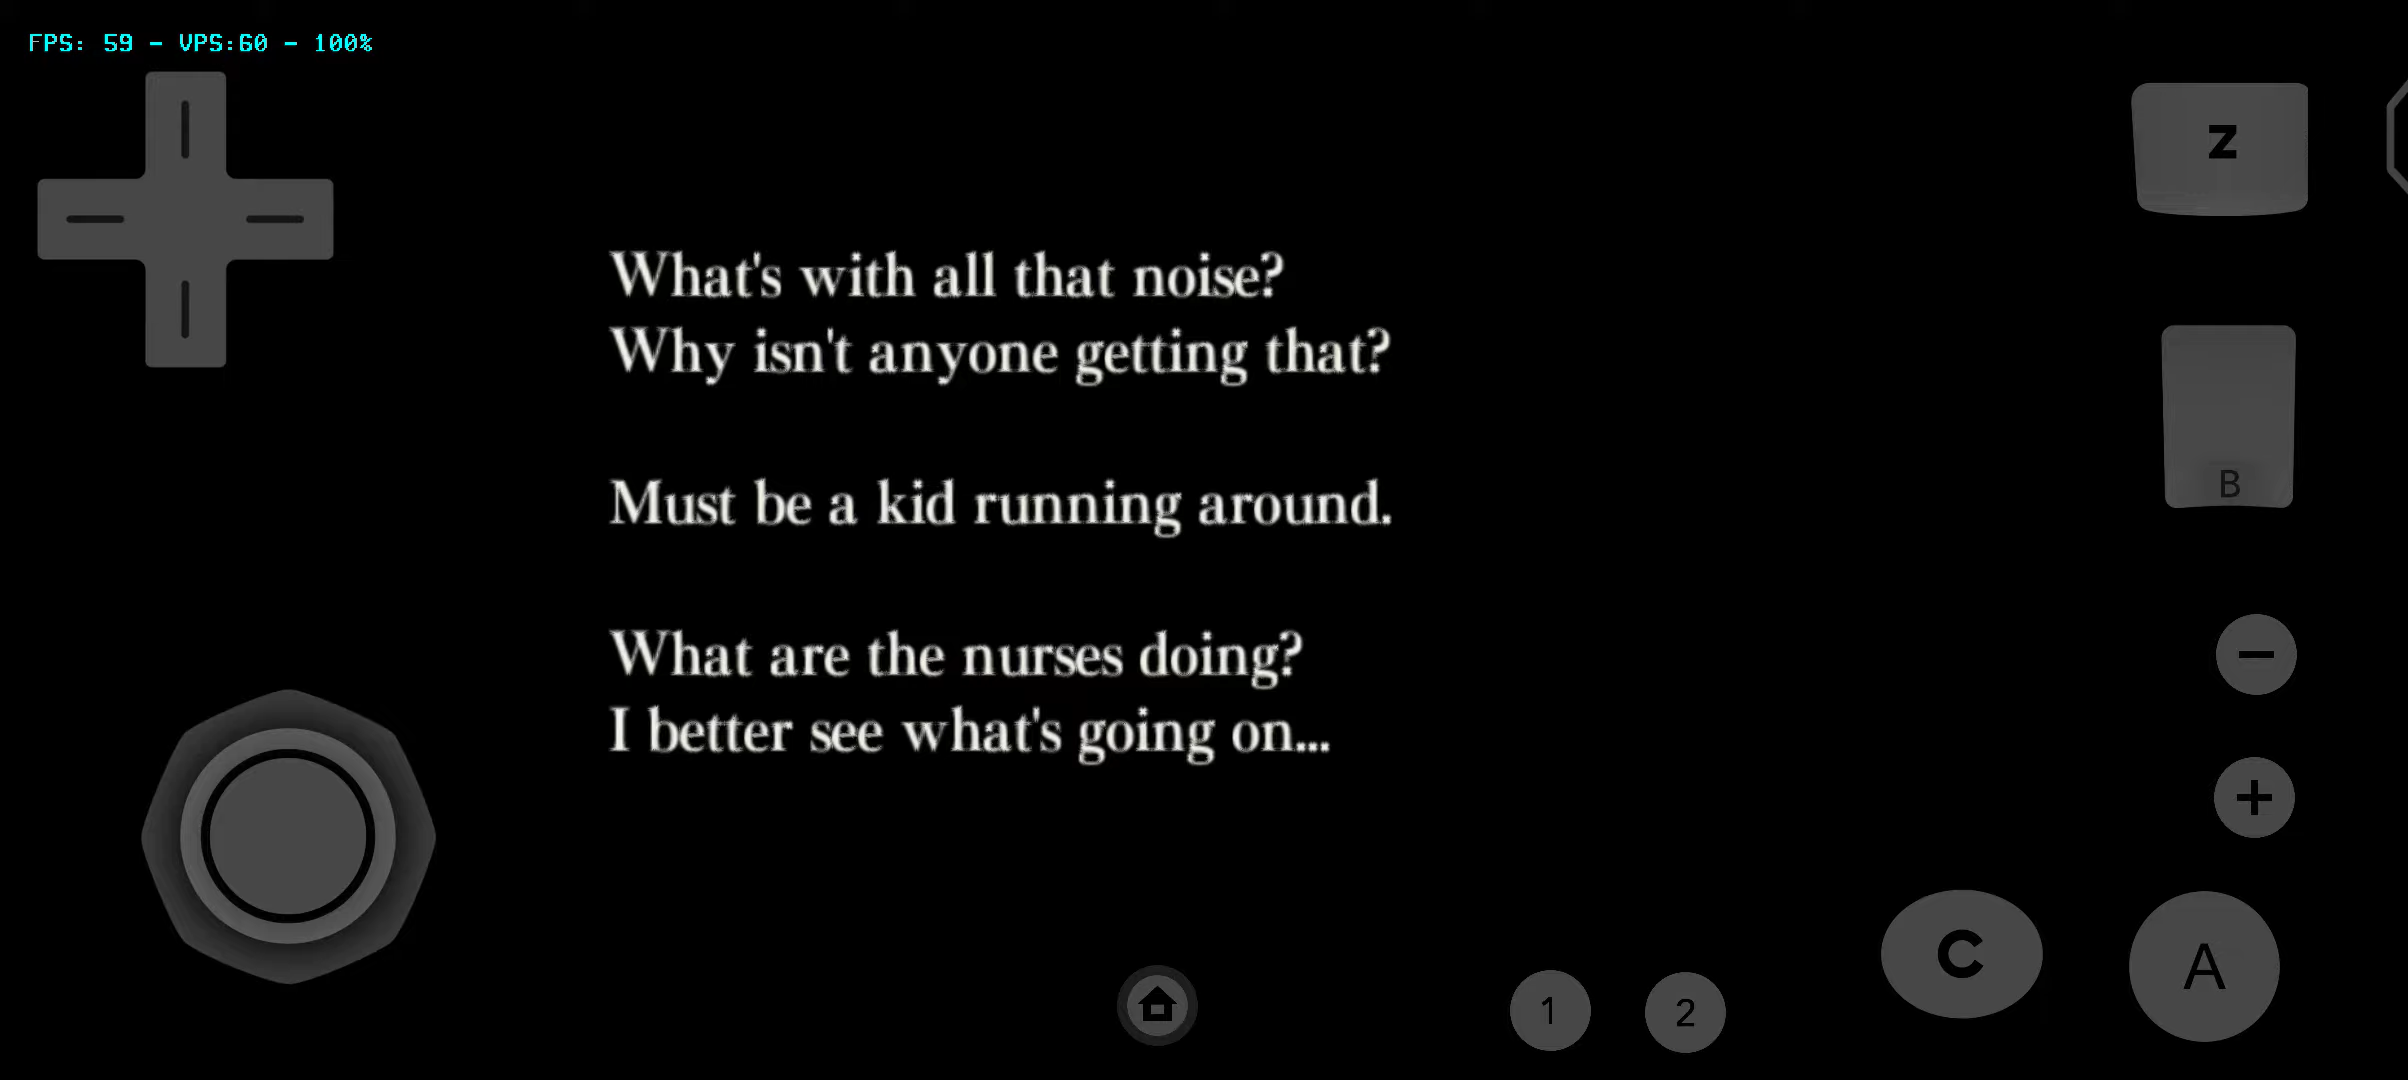 FPS: 59 - VPS:60 - 100%
Z
What's with all that noise?
Why isn't anyone getting that?
Must be a kid running around.
B
What are the nurses doing?
I better see what's going on...
C
A
1
2